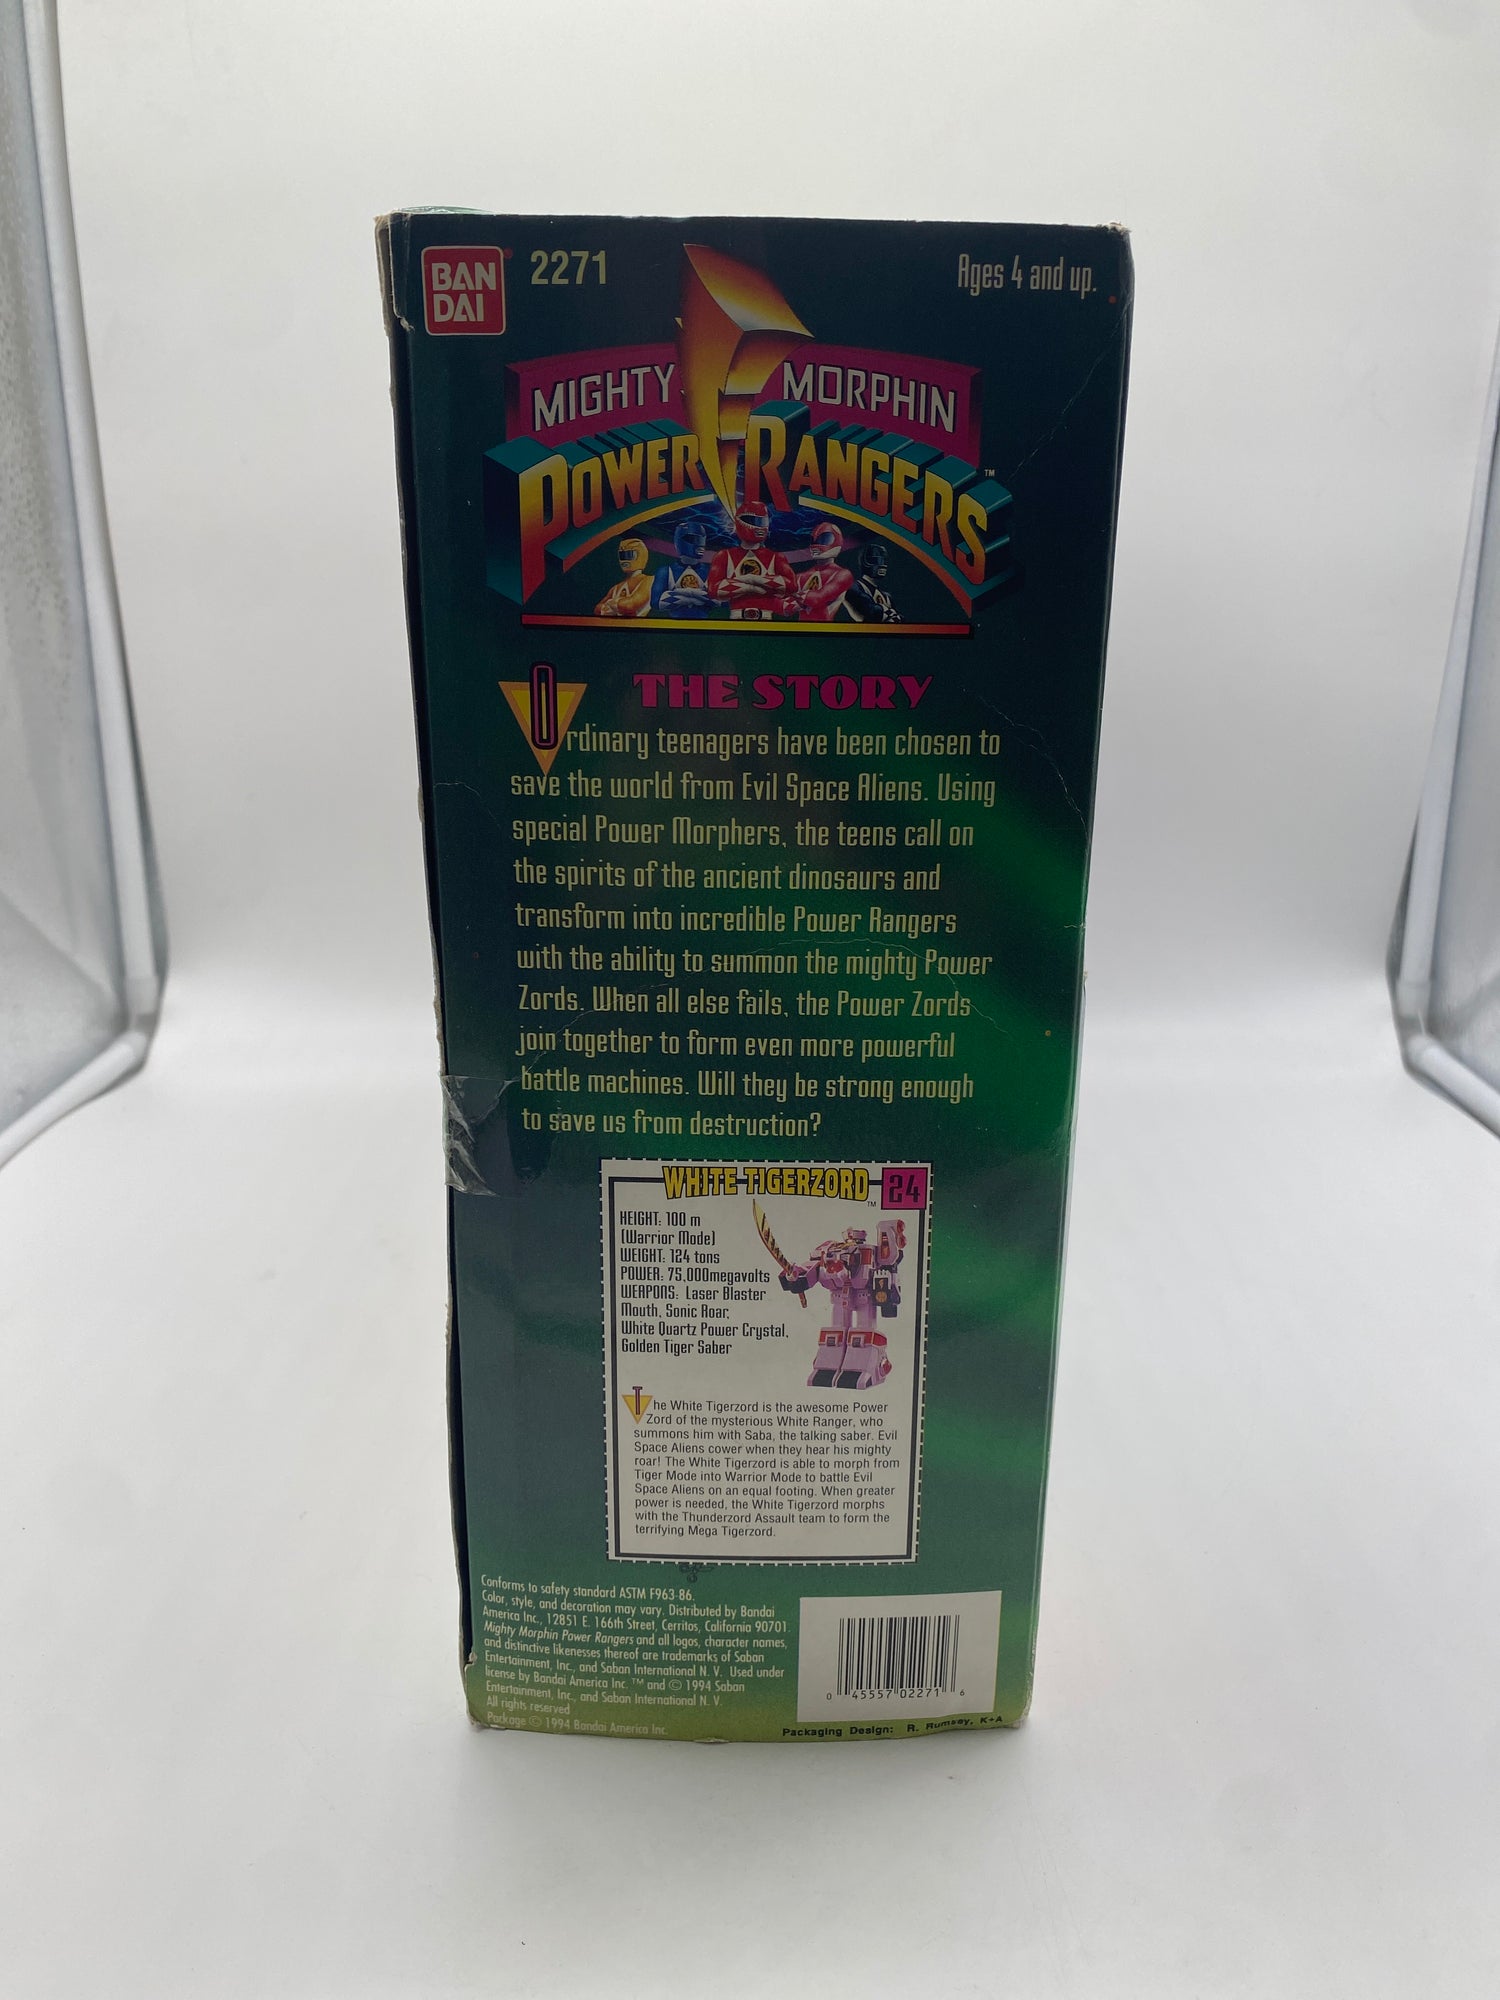 BAN
DAI
2271
Ages 4 and up.
MIGHTY MORPHIN
POWER RANGERS ™
THE STORY
Ordinary teenagers have been chosen to
save the world from Evil Space Aliens. Using
special Power Morphers, the teens call on
the spirits of the ancient dinosaurs and
transform into incredible Power Rangers
with the ability to summon the mighty Power
Zords. When all else fails, the Power Zords
join together to form even more powerful
battle machines. Will they be strong enough
to save us from destruction?
WHITE TIGERZORD ™ 24
HEIGHT: 100 m
(Warrior Mode)
WEIGHT: 124 tons
POWER: 75,000megavolts
WEAPONS: Laser Blaster
Mouth, Sonic Roar,
White Quartz Power Crystal,
Golden Tiger Saber
The White Tigerzord is the awesome Power
Zord of the mysterious White Ranger, who
summons him with Saba, the talking saber. Evil
Space Aliens cower when they hear his mighty
roar! The White Tigerzord is able to morph from
Tiger Mode into Warrior Mode to battle Evil
Space Aliens on an equal footing. When greater
power is needed, the White Tigerzord morphs
with the Thunderzord Assault team to form the
terrifying Mega Tigerzord.
Conforms to safety standard ASTM F963-86.
Color, style, and decoration may vary. Distributed by Bandai
America Inc., 12851 E. 166th Street, Cerritos, California 90701.
Mighty Morphin Power Rangers and all logos, character names,
and distinctive likenesses thereof are trademarks of Saban
Entertainment, Inc., and Saban International N. V. Used under
license by Bandai America Inc. ™ and © 1994 Saban
Entertainment, Inc., and Saban International N. V.
All rights reserved
Package © 1994 Bandai America Inc.
0 45557 02271 6
Packaging Design: R. Rumsey, K+A